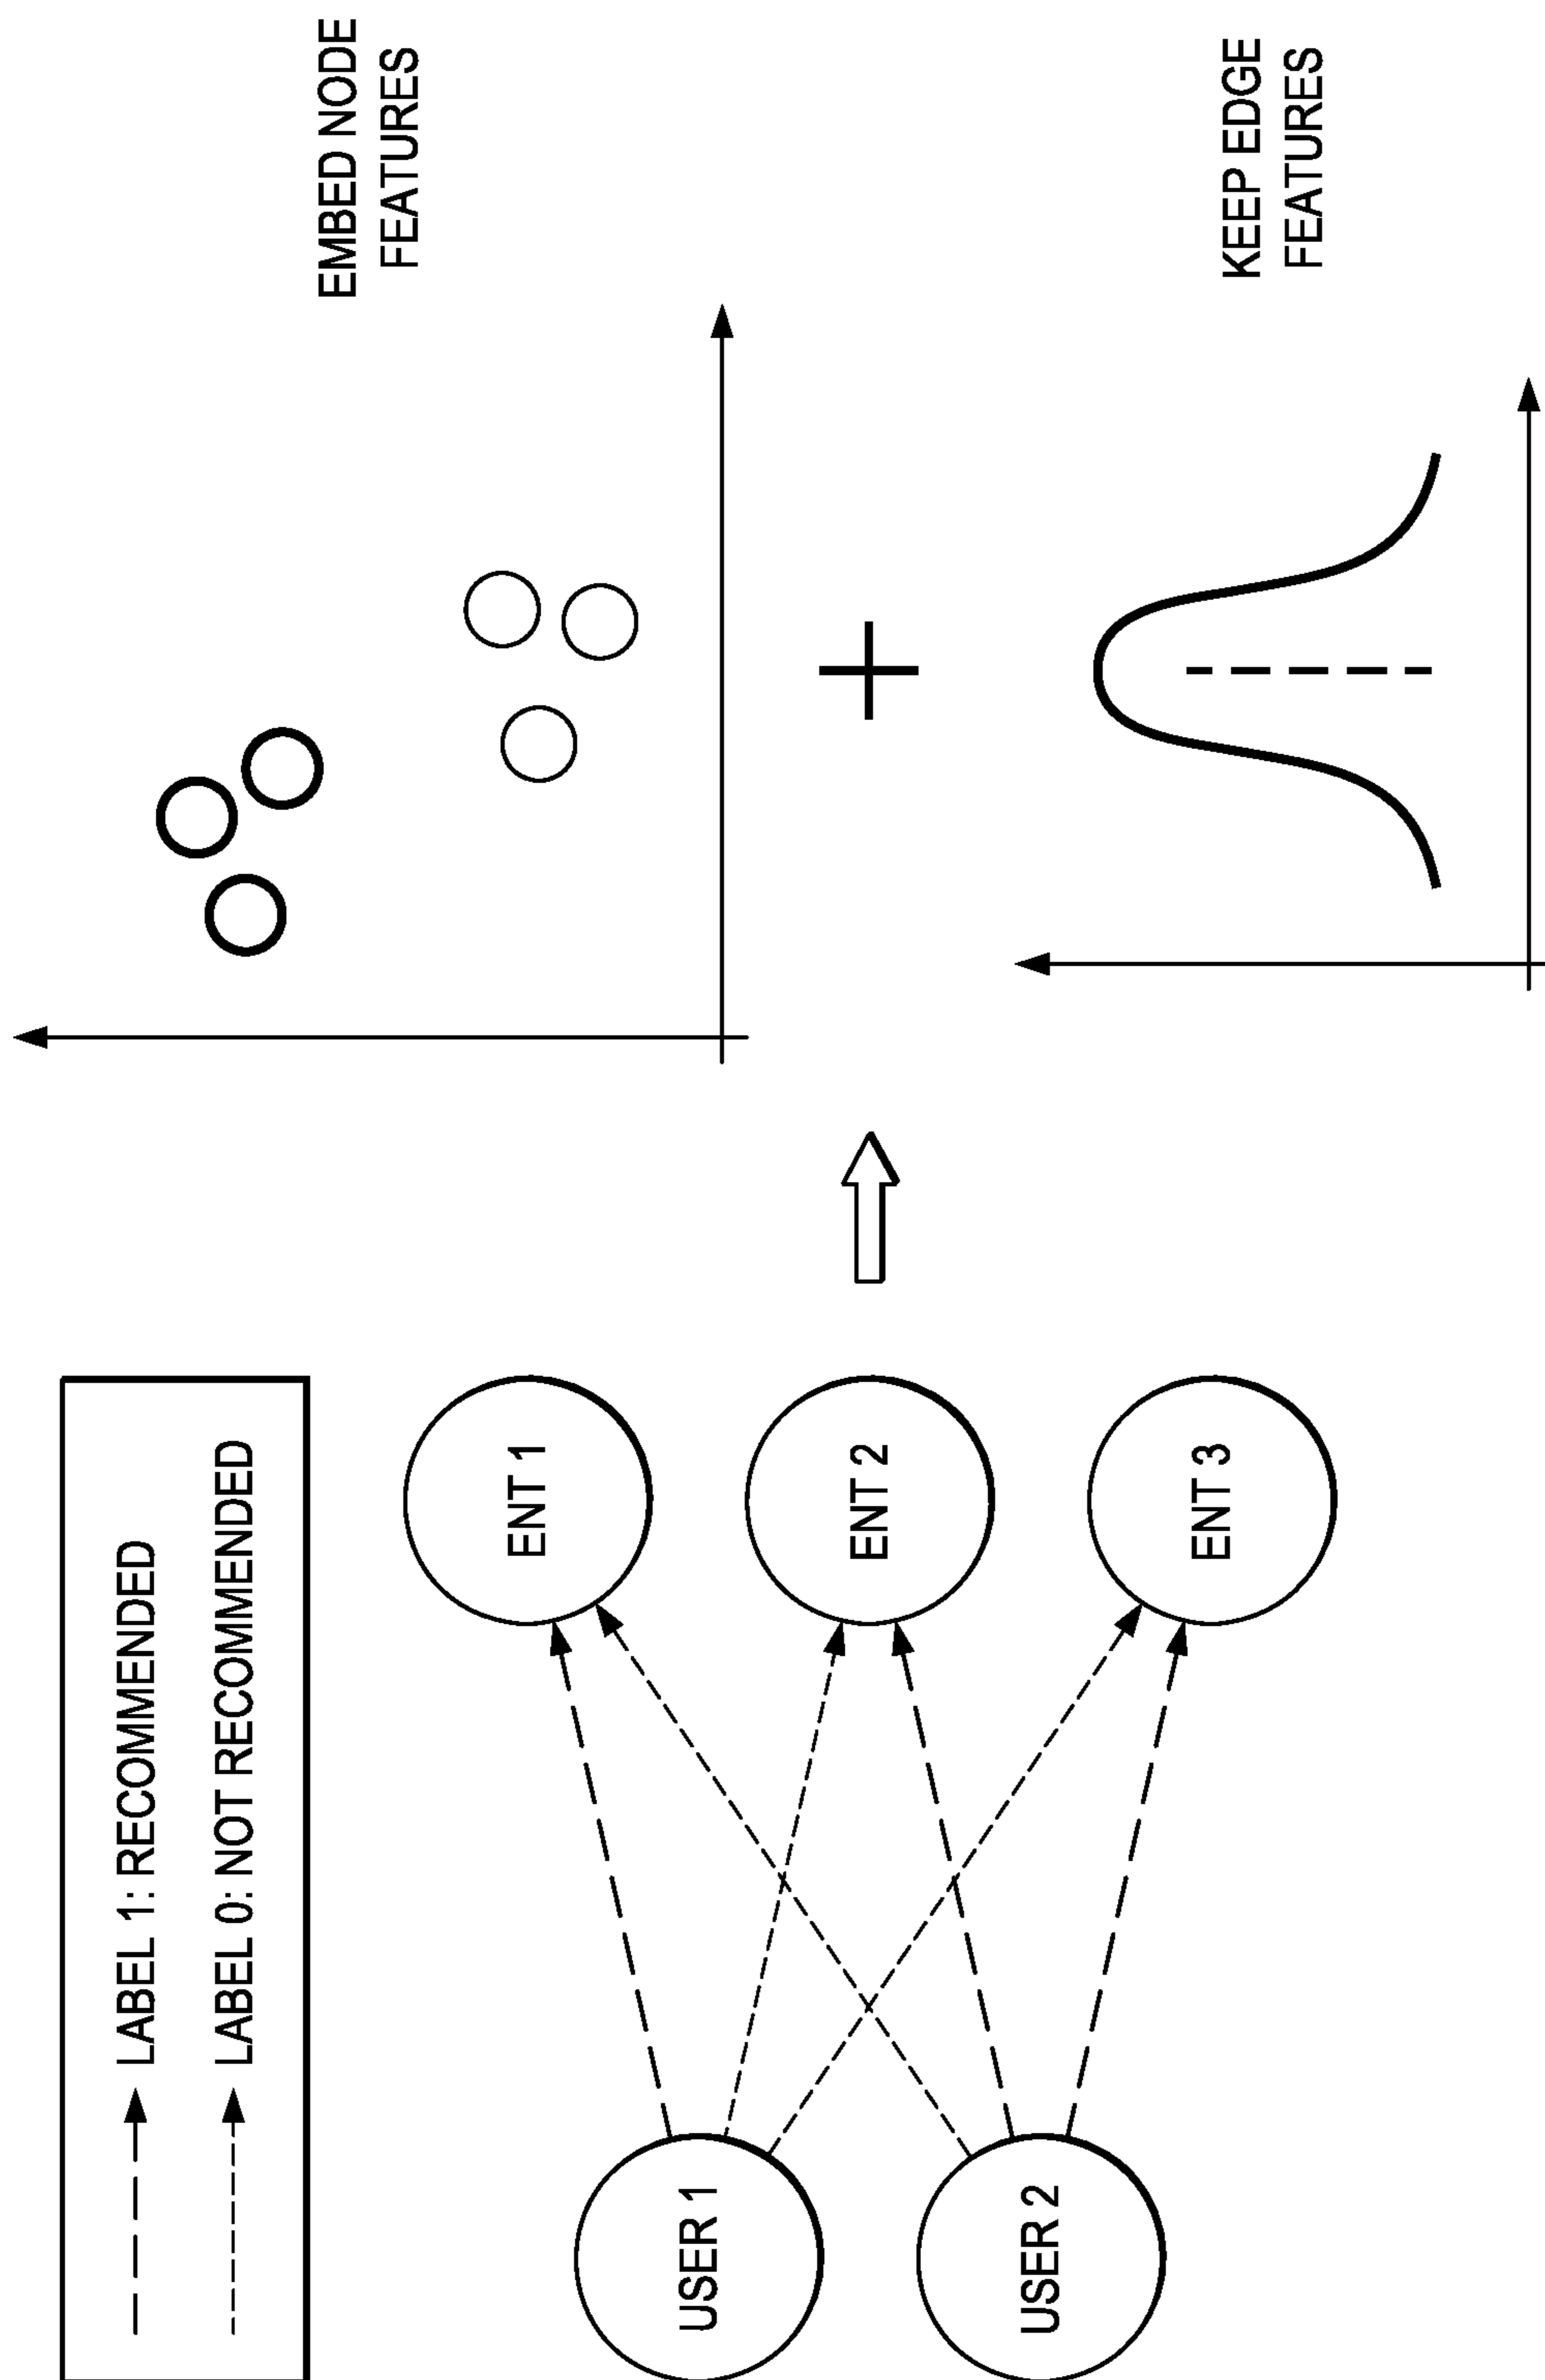 LABEL 1: RECOMMENDED
LABEL 0: NOT RECOMMENDED
USER 1
USER 2
ENT 1
ENT 2
ENT 3
EMBED NODE
FEATURES
KEEP EDGE
FEATURES